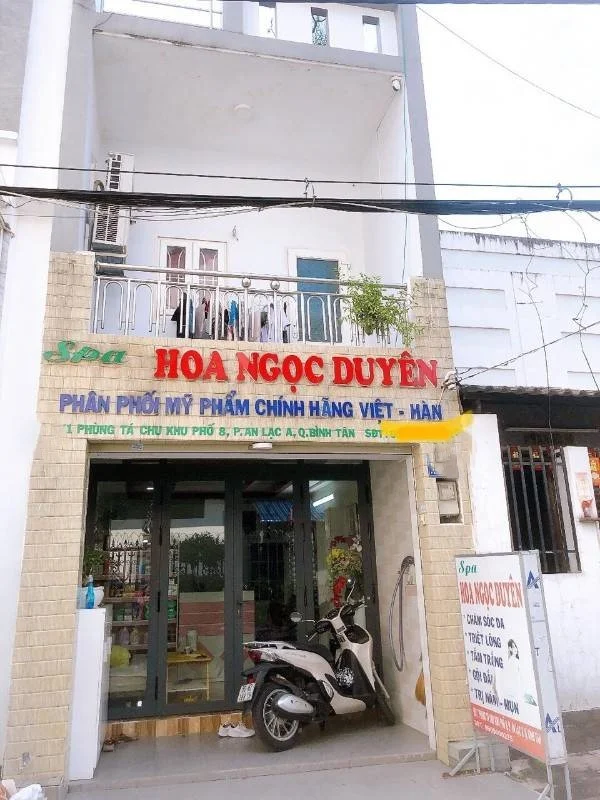 Spa HOA NGỌC DUYÊN
PHÂN PHỐI MỸ PHẨM CHÍNH HÃNG VIỆT - HÀN
1 PHÙNG TÁ CHU KHU PHỐ 8, P. AN LẠC A, Q. BÌNH TÂN SĐT:
Spa
HOA NGỌC DUYÊN
* CHĂM SÓC DA
* TRIỆT LÔNG
* TẮM TRẮNG
* GỘI ĐẦU
* TRỊ NÁM - MỤN